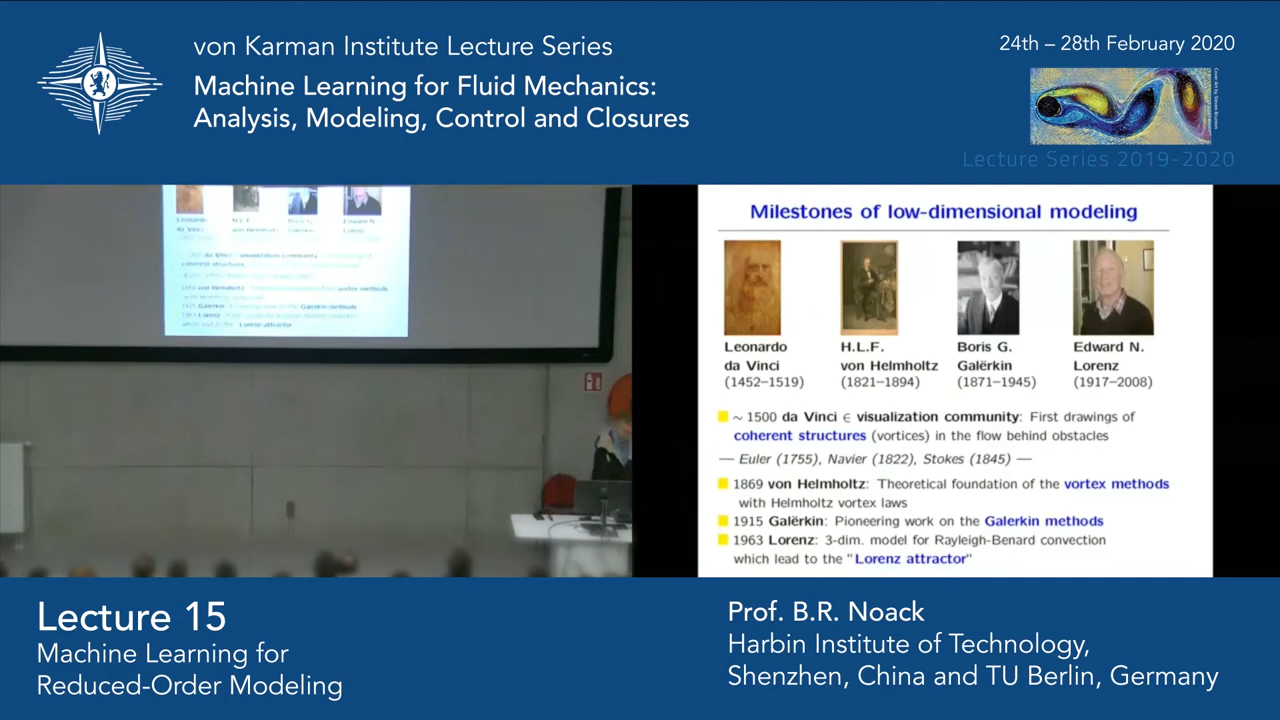 von Karman Institute Lecture Series
Machine Learning for Fluid Mechanics:
Analysis, Modeling, Control and Closures
24th – 28th February 2020
Lecture Series 2019-2020
Milestones of low-dimensional modeling
Leonardo
da Vinci
(1452–1519)
H.L.F.
von Helmholtz
(1821–1894)
Boris G.
Galërkin
(1871–1945)
Edward N.
Lorenz
(1917–2008)
∼ 1500 da Vinci ∈ visualization community: First drawings of
coherent structures (vortices) in the flow behind obstacles
— Euler (1755), Navier (1822), Stokes (1845) —
1869 von Helmholtz: Theoretical foundation of the vortex methods
with Helmholtz vortex laws
1915 Galërkin: Pioneering work on the Galerkin methods
1963 Lorenz: 3-dim. model for Rayleigh-Benard convection
which lead to the "Lorenz attractor"
Lecture 15
Machine Learning for
Reduced-Order Modeling
Prof. B.R. Noack
Harbin Institute of Technology,
Shenzhen, China and TU Berlin, Germany